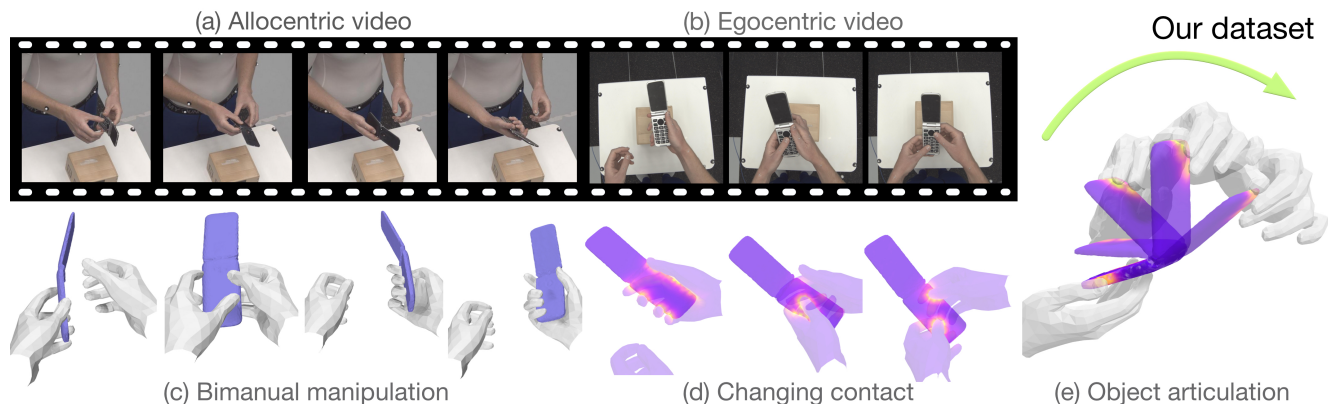 (a) Allocentric video
(b) Egocentric video
Our dataset
(c) Bimanual manipulation
(d) Changing contact
(e) Object articulation